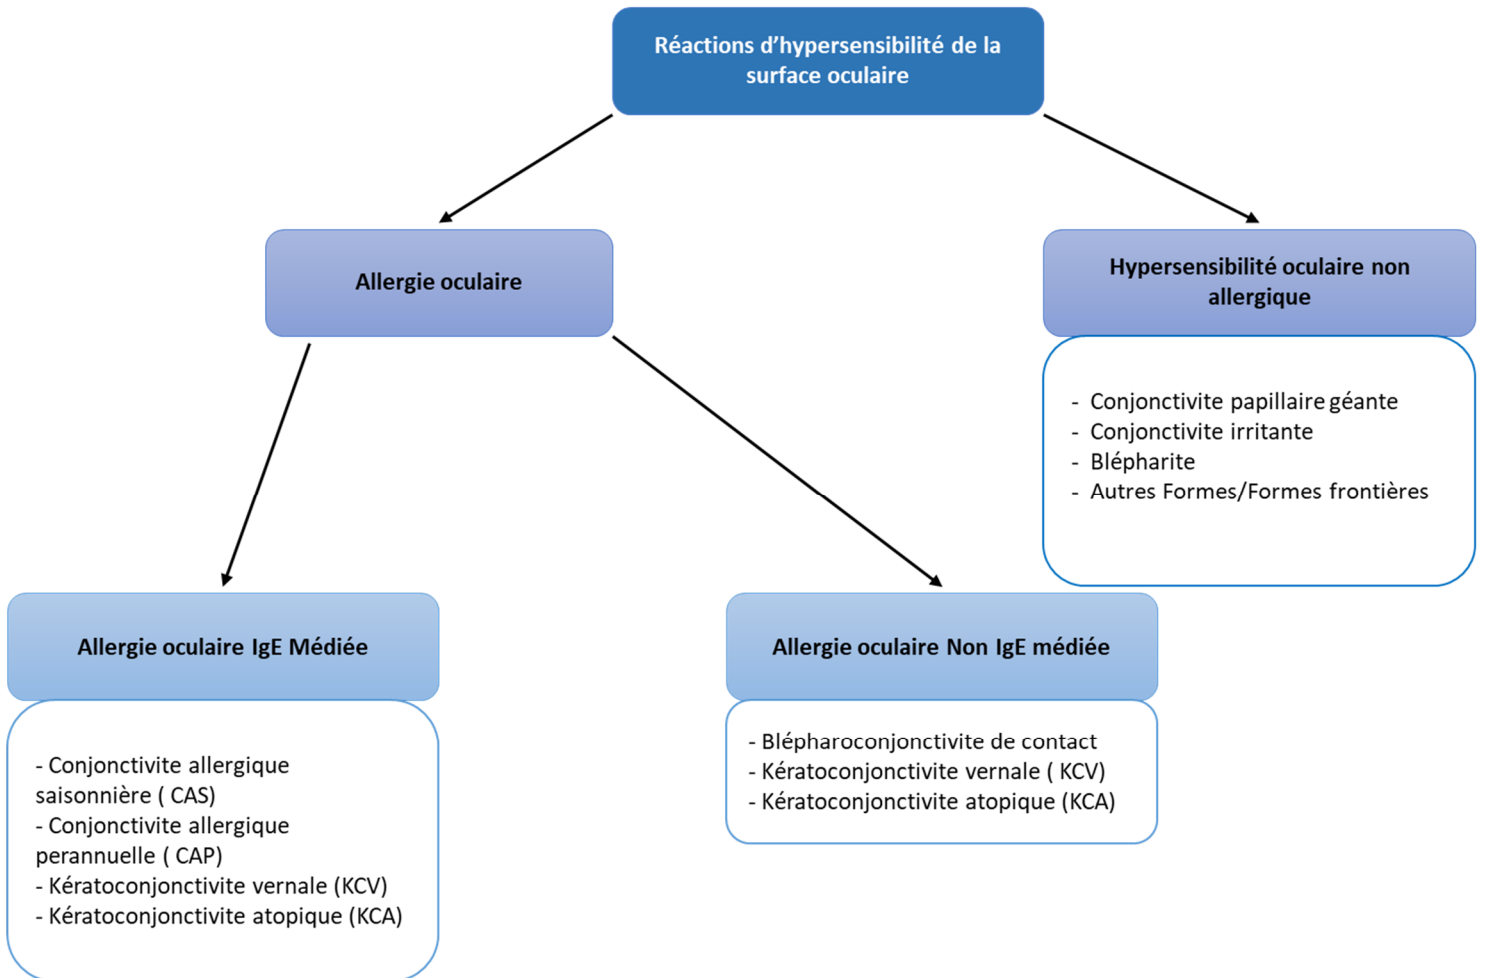 Réactions d’hypersensibilité de la
surface oculaire
Allergie oculaire
Hypersensibilité oculaire non
allergique
- Conjonctivite papillaire géante
- Conjonctivite irritante
- Blépharite
- Autres Formes/Formes frontières
Allergie oculaire IgE Médiée
- Conjonctivite allergique
saisonnière ( CAS)
- Conjonctivite allergique
perannuelle ( CAP)
- Kératoconjonctivite vernale (KCV)
- Kératoconjonctivite atopique (KCA)
Allergie oculaire Non IgE médiée
- Blépharoconjonctivite de contact
- Kératoconjonctivite vernale ( KCV)
- Kératoconjonctivite atopique (KCA)